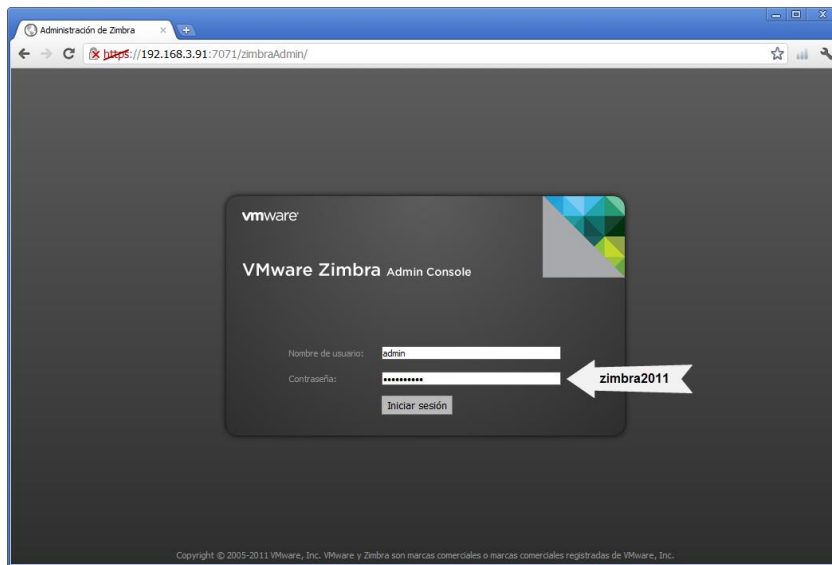 Administración de Zimbra
https://192.168.3.91:7071/zimbraAdmin/
vmware
VMware Zimbra Admin Console
Nombre de usuario: admin
Contraseña: ••••••••••
zimbra2011
Iniciar sesión
Copyright © 2005-2011 VMware, Inc. VMware y Zimbra son marcas comerciales o marcas comerciales registradas de VMware, Inc.